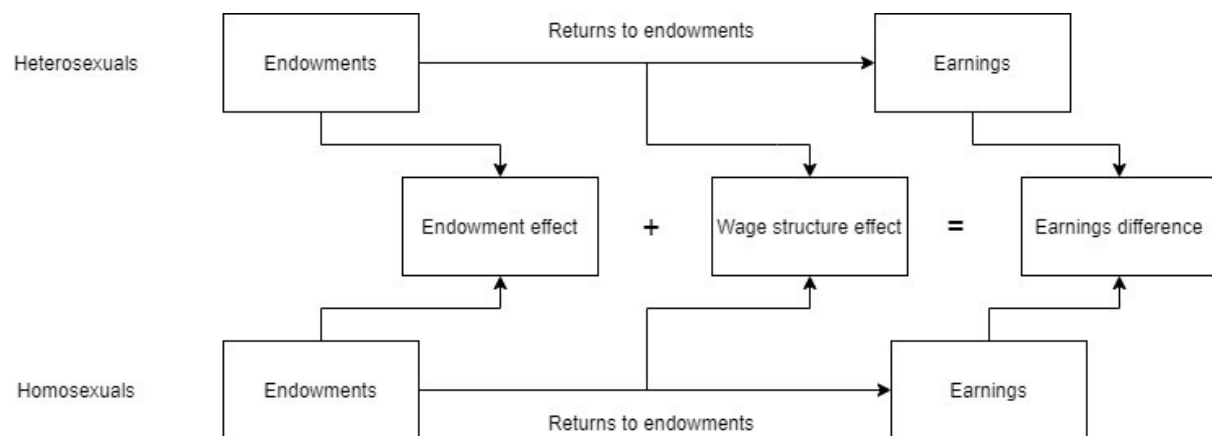 Returns to endowments
Heterosexuals Endowments Earnings
Endowment effect + Wage structure effect = Earnings difference
Homosexuals Endowments Earnings
Returns to endowments